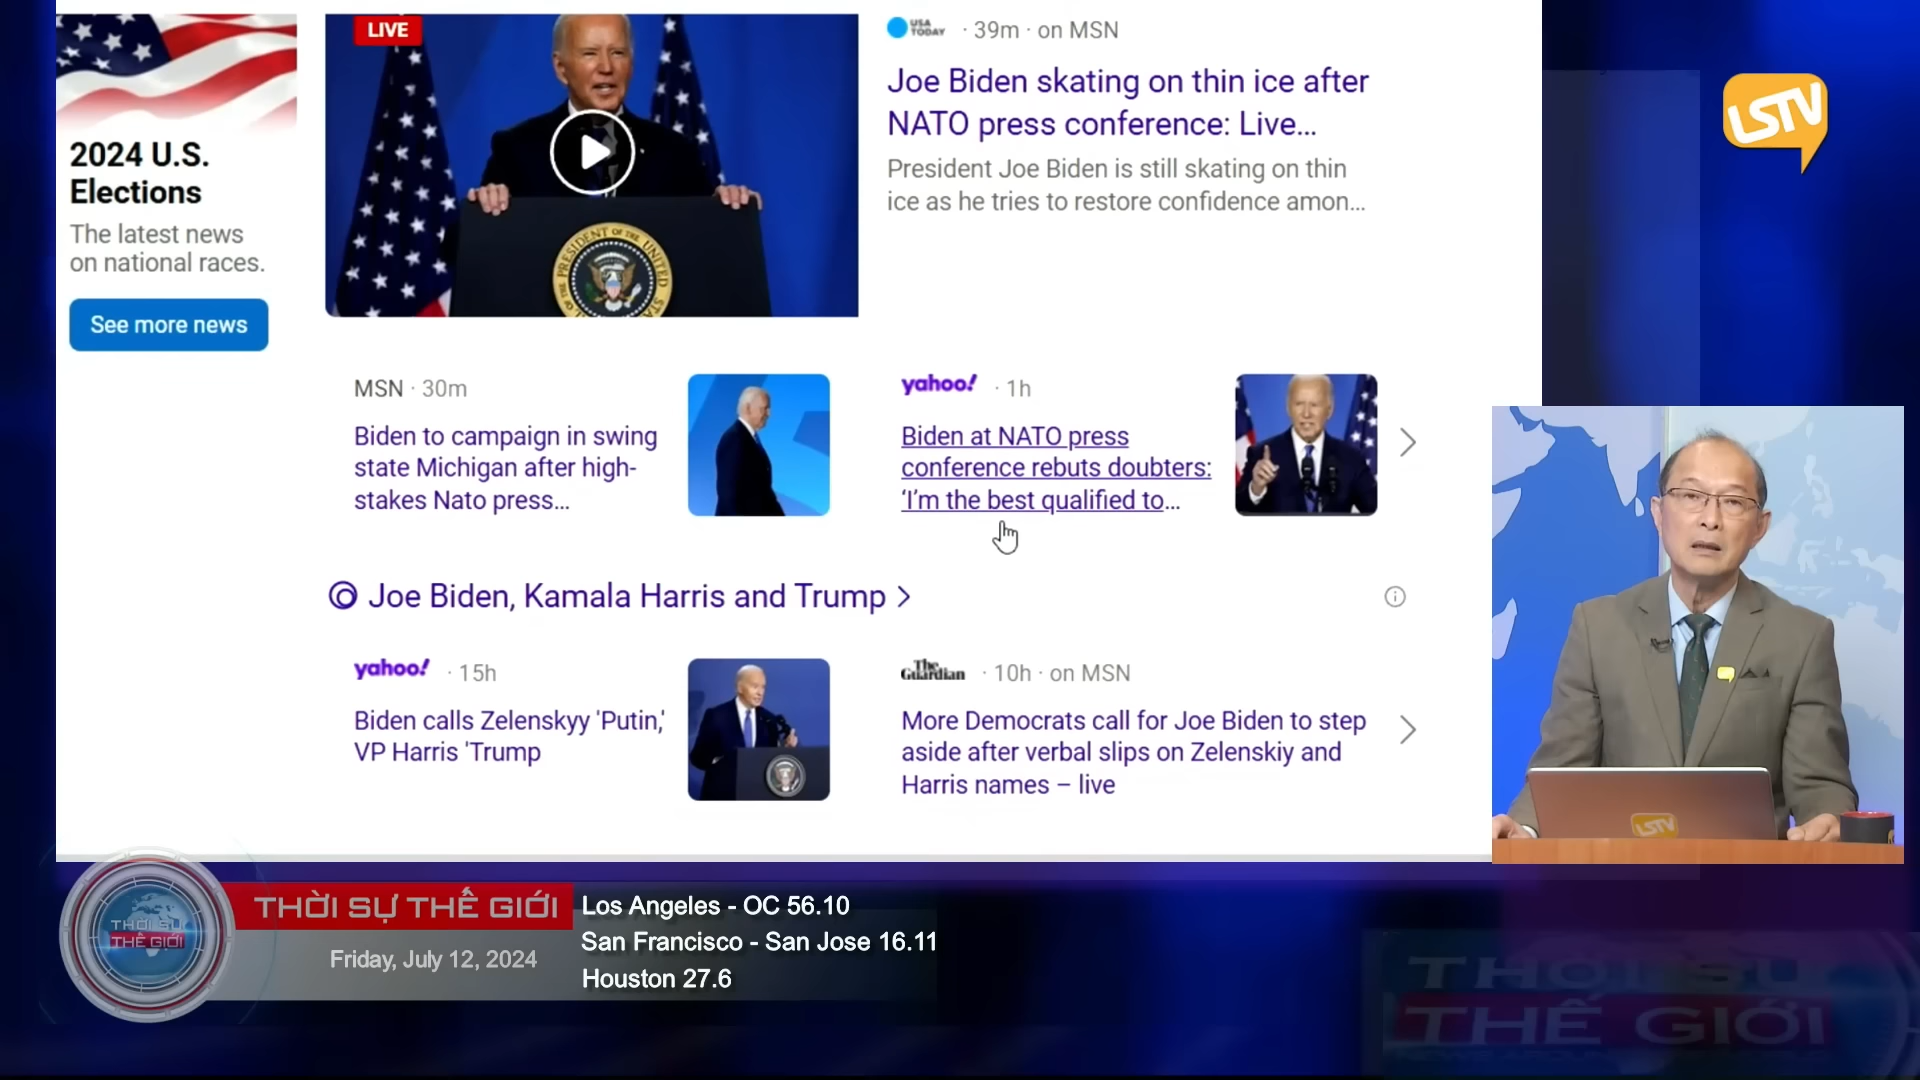 LIVE
USA TODAY · 39m · on MSN
Joe Biden skating on thin ice after
NATO press conference: Live...
President Joe Biden is still skating on thin
ice as he tries to restore confidence amon...
2024 U.S.
Elections
The latest news
on national races.
See more news
PRESIDENT OF THE UNITED
MSN · 30m
Biden to campaign in swing
state Michigan after high-
stakes Nato press...
yahoo! · 1h
Biden at NATO press
conference rebuts doubters:
‘I’m the best qualified to...
Joe Biden, Kamala Harris and Trump >
yahoo! · 15h
Biden calls Zelenskyy 'Putin,'
VP Harris 'Trump
The Guardian · 10h · on MSN
More Democrats call for Joe Biden to step
aside after verbal slips on Zelenskiy and
Harris names – live
LSTV
LSTV
THỜI SỰ
THẾ GIỚI
THỜI SỰ THẾ GIỚI
Friday, July 12, 2024
Los Angeles - OC 56.10
San Francisco - San Jose 16.11
Houston 27.6
THỜI SỰ
THẾ GIỚI